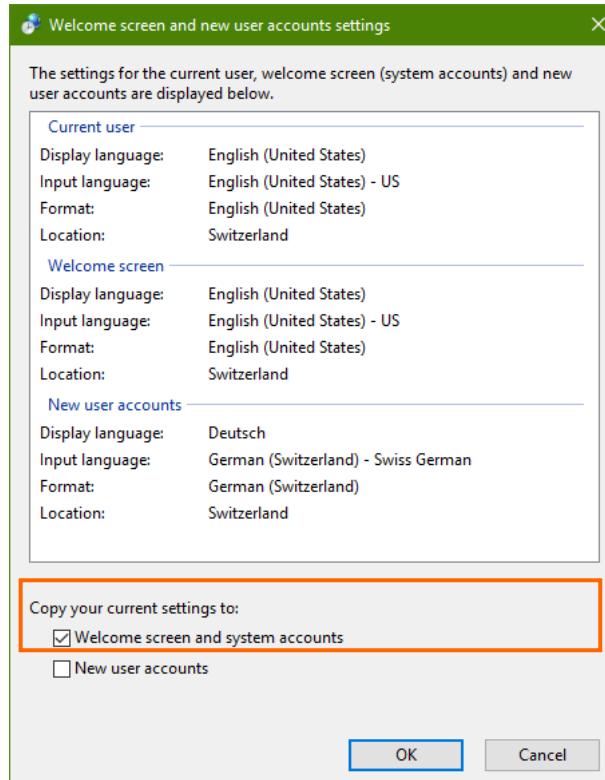 Welcome screen and new user accounts settings
The settings for the current user, welcome screen (system accounts) and new
user accounts are displayed below.
Current user
Display language: English (United States)
Input language: English (United States) - US
Format: English (United States)
Location: Switzerland
Welcome screen
Display language: English (United States)
Input language: English (United States) - US
Format: English (United States)
Location: Switzerland
New user accounts
Display language: Deutsch
Input language: German (Switzerland) - Swiss German
Format: German (Switzerland)
Location: Switzerland
Copy your current settings to:
Welcome screen and system accounts
New user accounts
OK Cancel